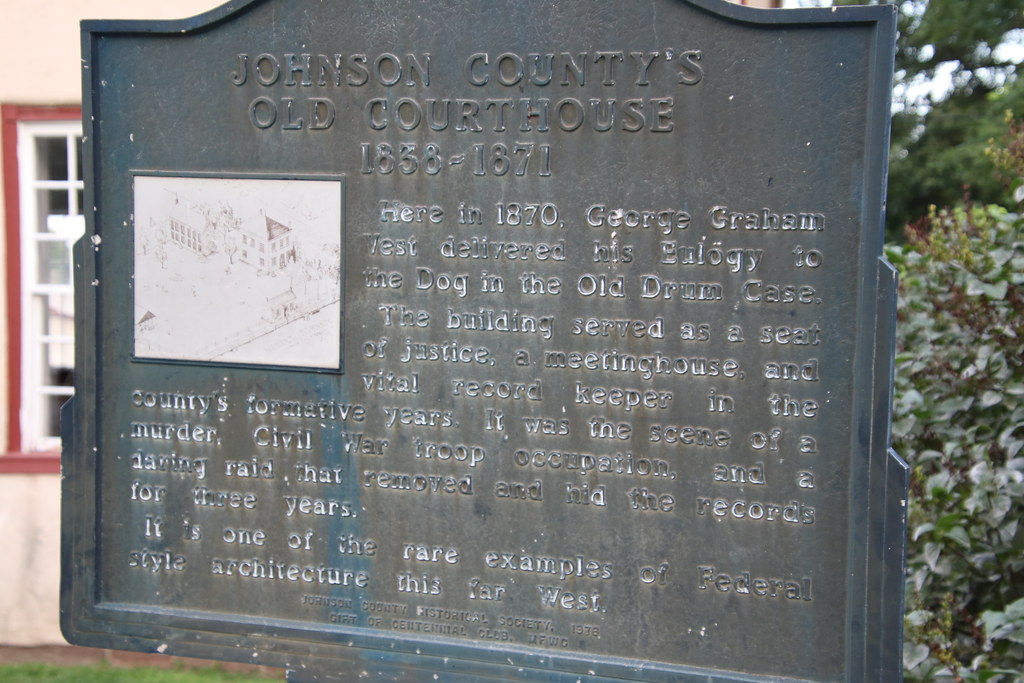 JOHNSON COUNTY'S
OLD COURTHOUSE
1838~1871
Here in 1870, George Graham
Vest delivered his Eulogy to
the Dog in the Old Drum Case.
The building served as a seat
of justice, a meetinghouse, and
vital record keeper in the
county's formative years. It was the scene of a
murder, Civil War troop occupation, and a
daring raid that removed and hid the records
for three years.
It is one of the rare examples of Federal
style architecture this far West.
JOHNSON COUNTY HISTORICAL SOCIETY, 1976
GIFT OF CENTENNIAL CLUB, MFWC